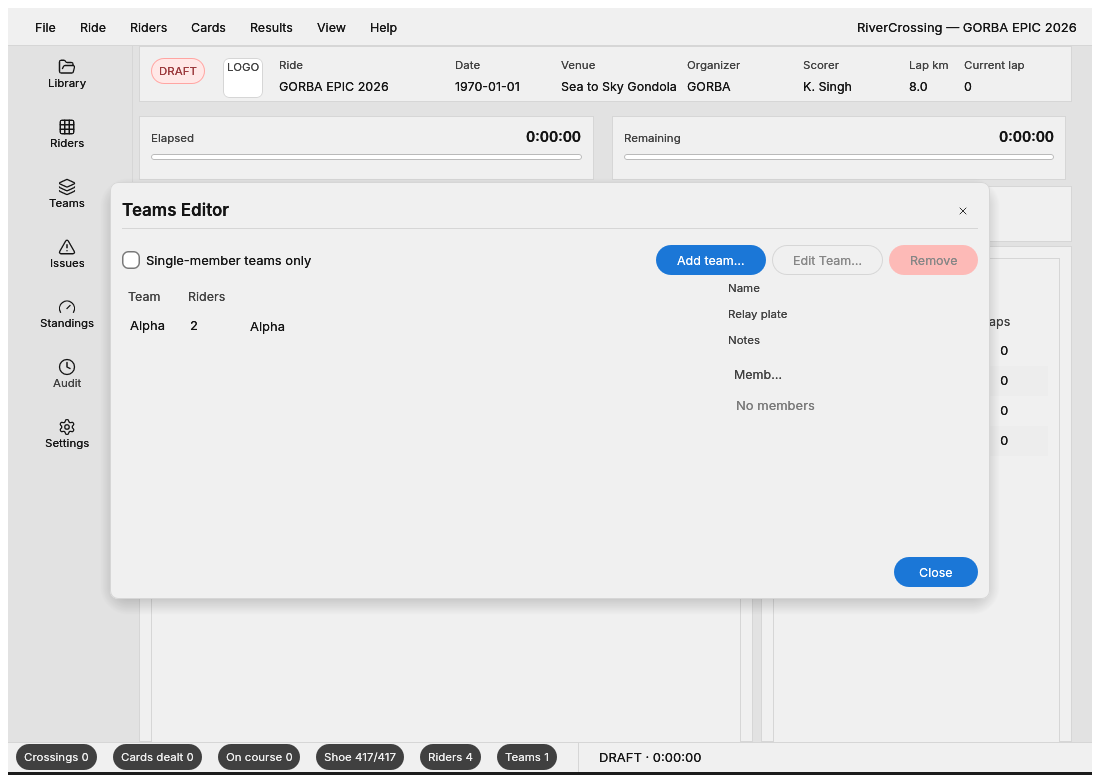 File Ride Riders Cards Results View Help RiverCrossing — GORBA EPIC 2026
Library
Riders
Teams
Issues
Standings
Audit
Settings
DRAFT LOGO Ride Date Venue Organizer Scorer Lap km Current lap
GORBA EPIC 2026 1970-01-01 Sea to Sky Gondola GORBA K. Singh 8.0 0
Elapsed 0:00:00 Remaining 0:00:00
Teams Editor ×
Single-member teams only Add team... Edit Team... Remove
Team Riders
Alpha 2 Alpha
Name
Relay plate
Notes
Memb...
No members
Close
aps
0
0
0
0
Crossings 0 Cards dealt 0 On course 0 Shoe 417/417 Riders 4 Teams 1 DRAFT · 0:00:00